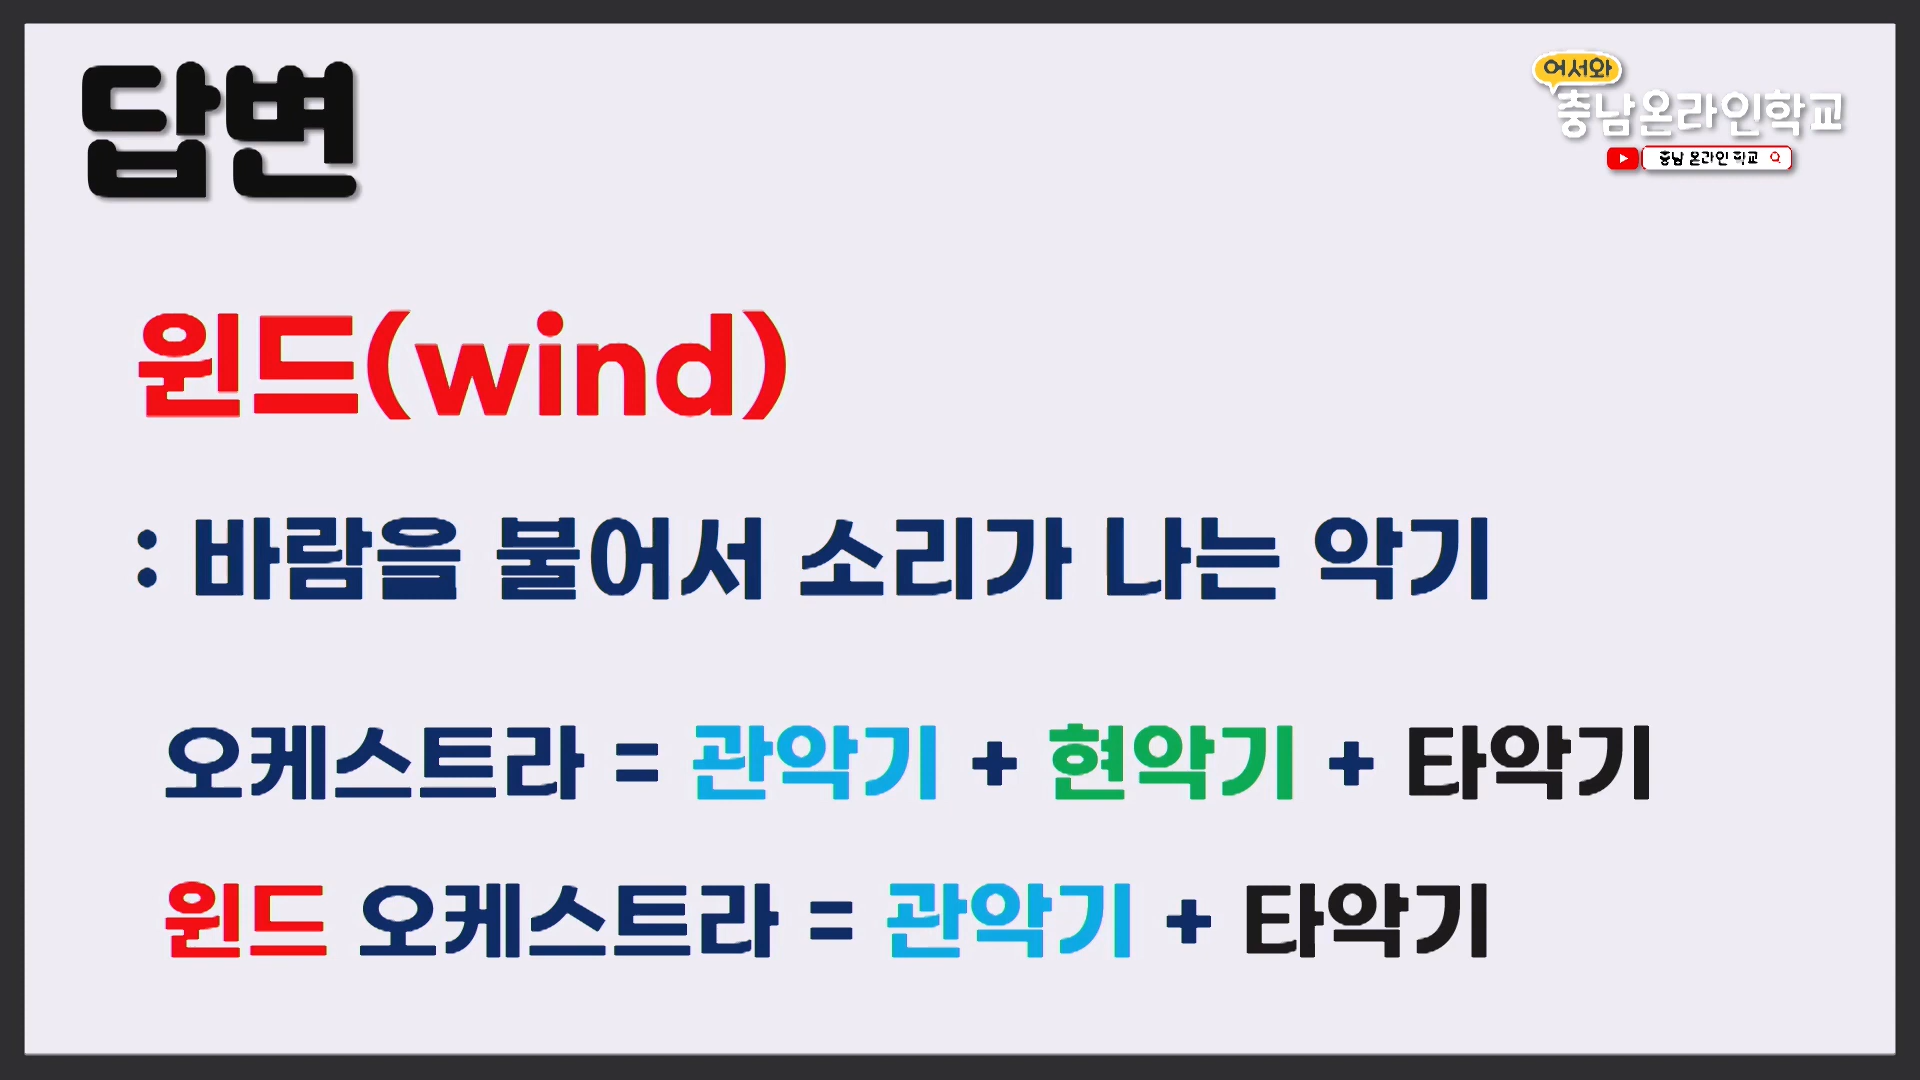 답변
어서와
충남온라인학교
충남 온라인 학교
윈드(wind)
: 바람을 불어서 소리가 나는 악기
오케스트라 = 관악기 + 현악기 + 타악기
윈드 오케스트라 = 관악기 + 타악기